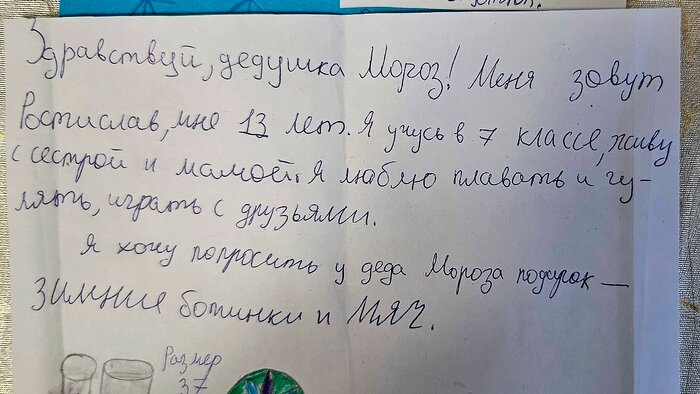 Здравствуй, дедушка Мороз! Меня зовут
Ростислав, мне 13 лет. Я учусь в 7 классе, живу
с сестрой и мамой. Я люблю плавать и гу-
лять, играть с друзьями.
Я хочу попросить у деда Мороза подарок —
зимние ботинки и мяч.
Размер
37